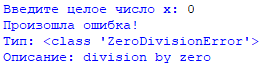 Введите целое число x: 0
Произошла ошибка!
Тип: <class 'ZeroDivisionError'>
Описание: division by zero